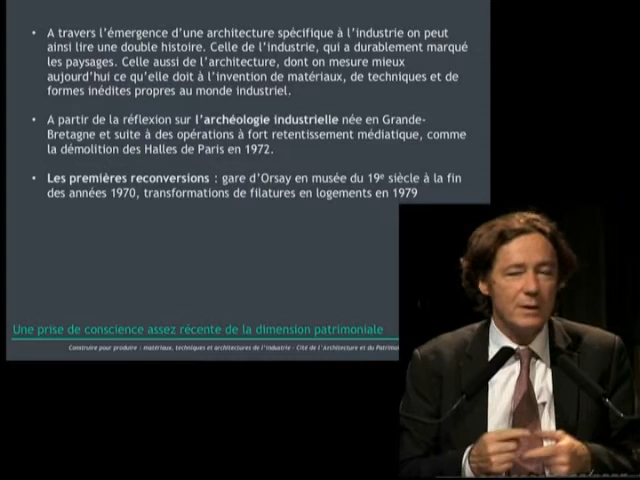 • A travers l'émergence d'une architecture spécifique à l'industrie on peut
ainsi lire une double histoire. Celle de l'industrie, qui a durablement marqué
les paysages. Celle aussi de l'architecture, dont on mesure mieux
aujourd'hui ce qu'elle doit à l'invention de matériaux, de techniques et de
formes inédites propres au monde industriel.
• A partir de la réflexion sur l'archéologie industrielle née en Grande-
Bretagne et suite à des opérations à fort retentissement médiatique, comme
la démolition des Halles de Paris en 1972.
• Les premières reconversions : gare d'Orsay en musée du 19e siècle à la fin
des années 1970, transformations de filatures en logements en 1979
Une prise de conscience assez récente de la dimension patrimoniale
Construire pour produire : matériaux, techniques et architectures de l'industrie - Cité de l'Architecture et du Patrimo